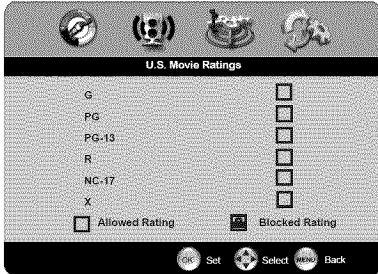 U.S. Movie Ratings
G
PG
PG-13
R
NC-17
X
Allowed Rating Blocked Rating
OK Set Select MENU Back